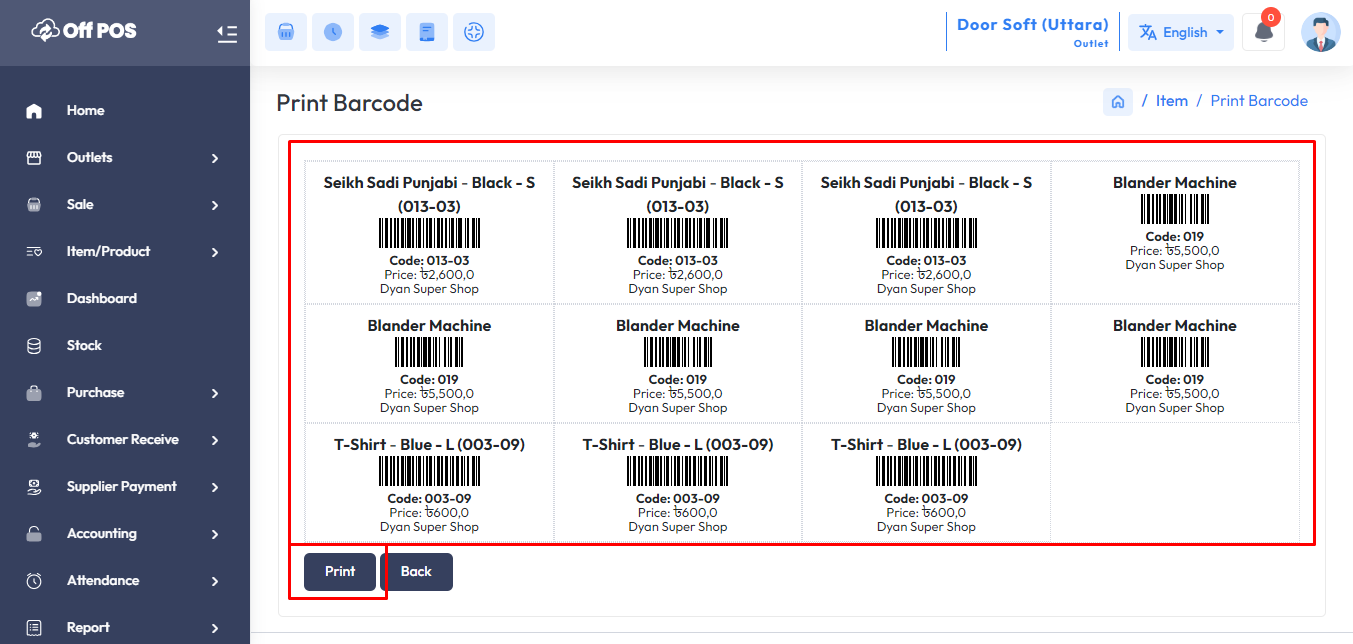 Off POS
Door Soft (Uttara)
Outlet
English
0
Home
Outlets
Sale
Item/Product
Dashboard
Stock
Purchase
Customer Receive
Supplier Payment
Accounting
Attendance
Report
Print Barcode
/ Item / Print Barcode
Seikh Sadi Punjabi - Black - S
(013-03)
Code: 013-03
Price: ৳2,600,0
Dyan Super Shop
Seikh Sadi Punjabi - Black - S
(013-03)
Code: 013-03
Price: ৳2,600,0
Dyan Super Shop
Seikh Sadi Punjabi - Black - S
(013-03)
Code: 013-03
Price: ৳2,600,0
Dyan Super Shop
Blander Machine
Code: 019
Price: ৳5,500,0
Dyan Super Shop
Blander Machine
Code: 019
Price: ৳5,500,0
Dyan Super Shop
Blander Machine
Code: 019
Price: ৳5,500,0
Dyan Super Shop
Blander Machine
Code: 019
Price: ৳5,500,0
Dyan Super Shop
Blander Machine
Code: 019
Price: ৳5,500,0
Dyan Super Shop
T-Shirt - Blue - L (003-09)
Code: 003-09
Price: ৳600,0
Dyan Super Shop
T-Shirt - Blue - L (003-09)
Code: 003-09
Price: ৳600,0
Dyan Super Shop
T-Shirt - Blue - L (003-09)
Code: 003-09
Price: ৳600,0
Dyan Super Shop
Print
Back